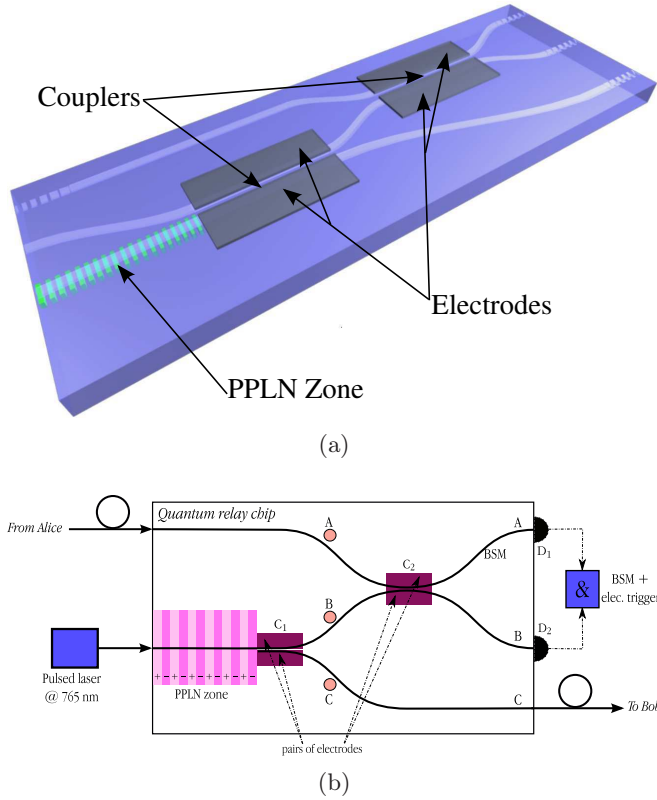 Couplers
Electrodes
PPLN Zone
(a)
Quantum relay chip
From Alice
A
A
C₂
BSM
D₁
B
C₁
&
BSM +
elec. trigger
D₂
B
Pulsed laser
@ 765 nm
+ − + − + − + − + −
PPLN zone
C
C
To Bob
pairs of electrodes
(b)